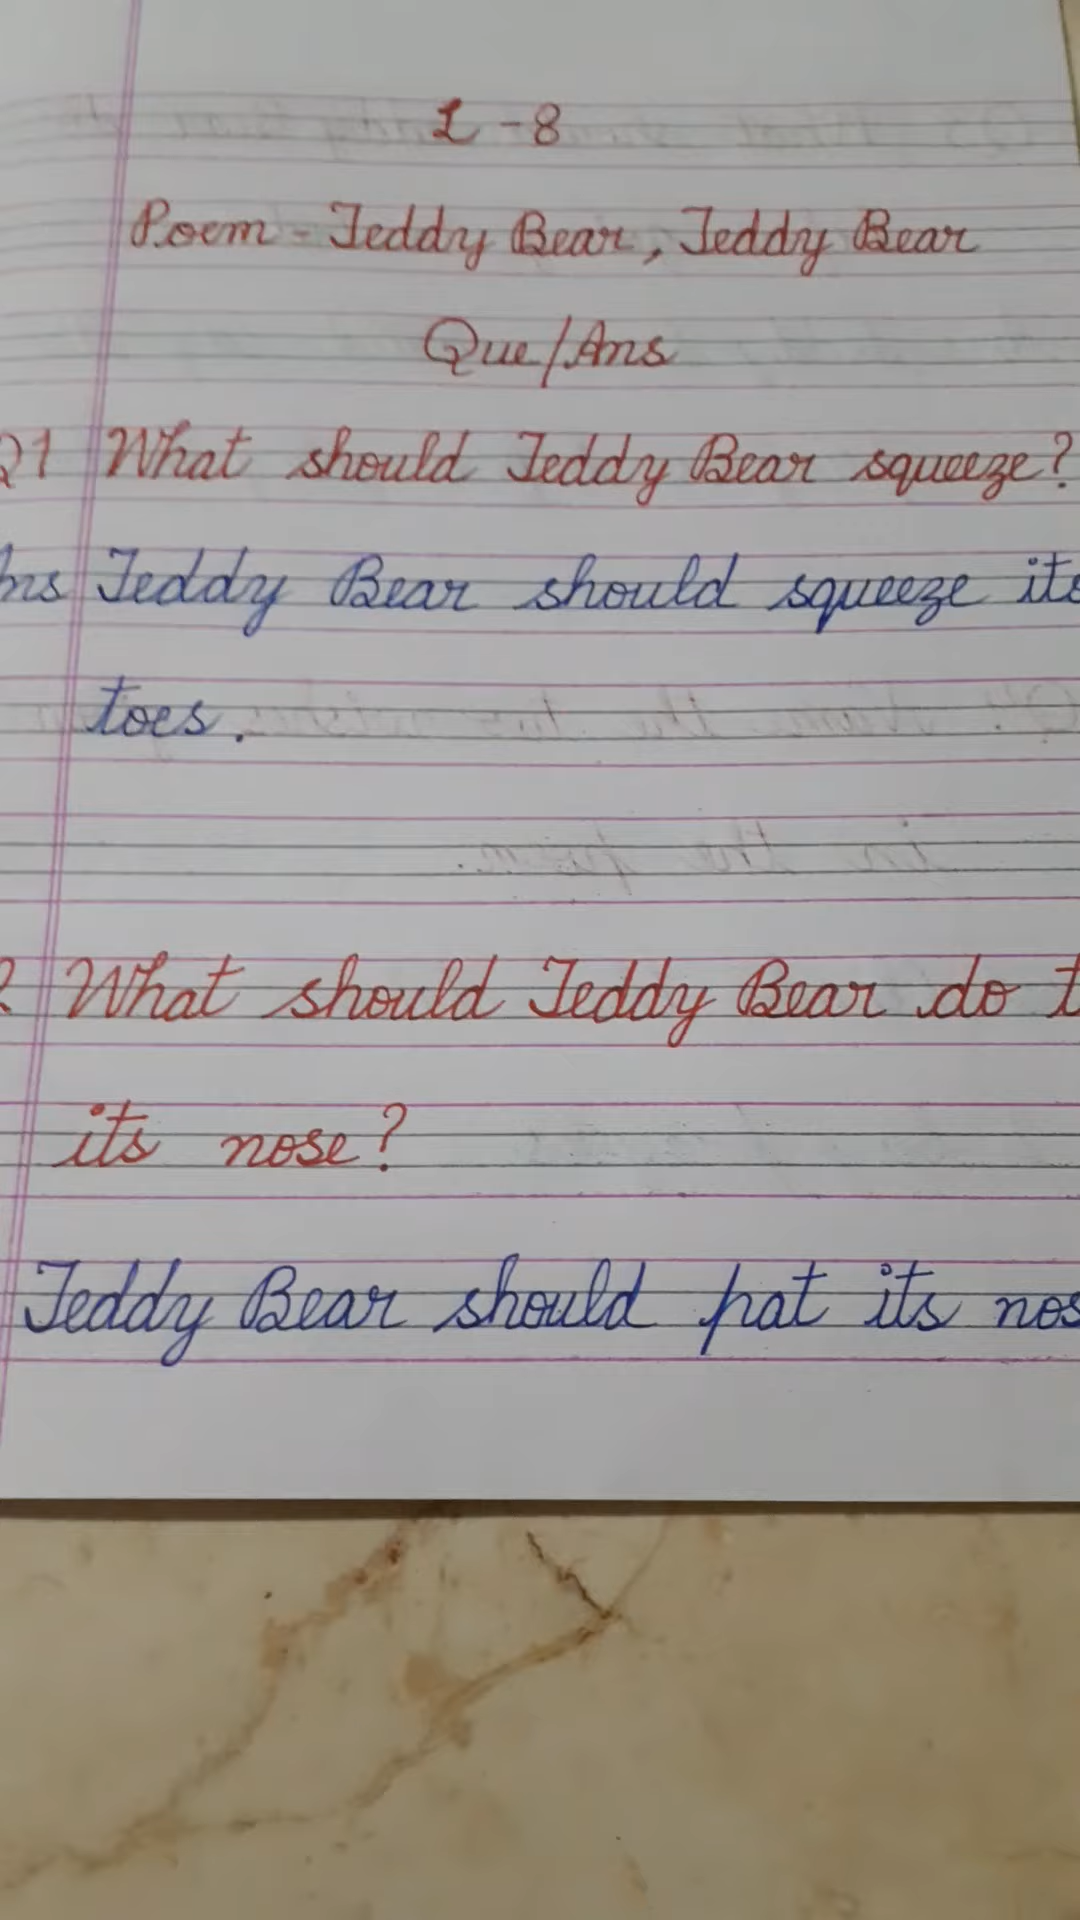 L-8
Poem - Teddy Bear, Teddy Bear
Que/Ans
Q1 What should Teddy Bear squeeze?
Ans Teddy Bear should squeeze its
toes.
What should Teddy Bear do
its nose?
Teddy Bear should pat its